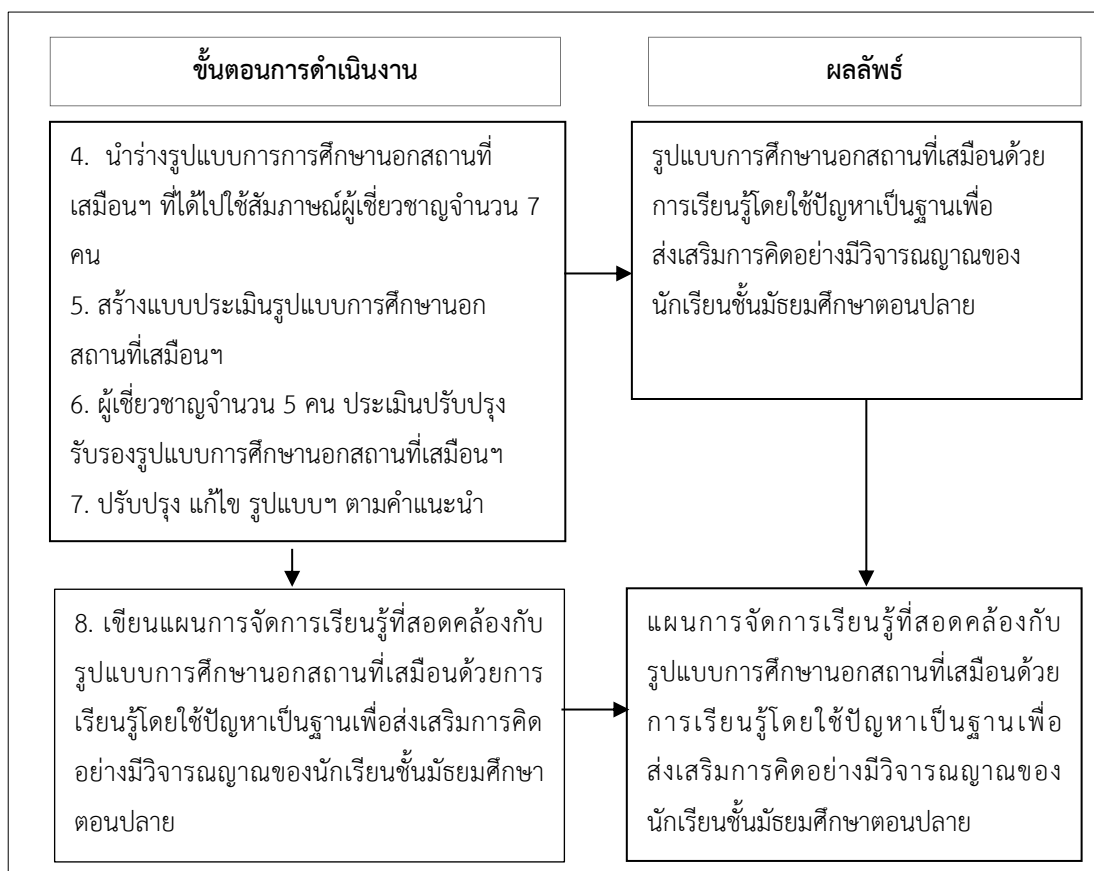 ขั้นตอนการดำเนินงาน
ผลลัพธ์
4. นำร่างรูปแบบการการศึกษานอกสถานที่
เสมือนฯ ที่ได้ไปใช้สัมภาษณ์ผู้เชี่ยวชาญจำนวน 7
คน
5. สร้างแบบประเมินรูปแบบการศึกษานอก
สถานที่เสมือนฯ
6. ผู้เชี่ยวชาญจำนวน 5 คน ประเมินปรับปรุง
รับรองรูปแบบการศึกษานอกสถานที่เสมือนฯ
7. ปรับปรุง แก้ไข รูปแบบฯ ตามคำแนะนำ
รูปแบบการศึกษานอกสถานที่เสมือนด้วย
การเรียนรู้โดยใช้ปัญหาเป็นฐานเพื่อ
ส่งเสริมการคิดอย่างมีวิจารณญาณของ
นักเรียนชั้นมัธยมศึกษาตอนปลาย
8. เขียนแผนการจัดการเรียนรู้ที่สอดคล้องกับ
รูปแบบการศึกษานอกสถานที่เสมือนด้วยการ
เรียนรู้โดยใช้ปัญหาเป็นฐานเพื่อส่งเสริมการคิด
อย่างมีวิจารณญาณของนักเรียนชั้นมัธยมศึกษา
ตอนปลาย
แผนการจัดการเรียนรู้ที่สอดคล้องกับ
รูปแบบการศึกษานอกสถานที่เสมือนด้วย
การเรียนรู้โดยใช้ปัญหาเป็นฐานเพื่อ
ส่งเสริมการคิดอย่างมีวิจารณญาณของ
นักเรียนชั้นมัธยมศึกษาตอนปลาย